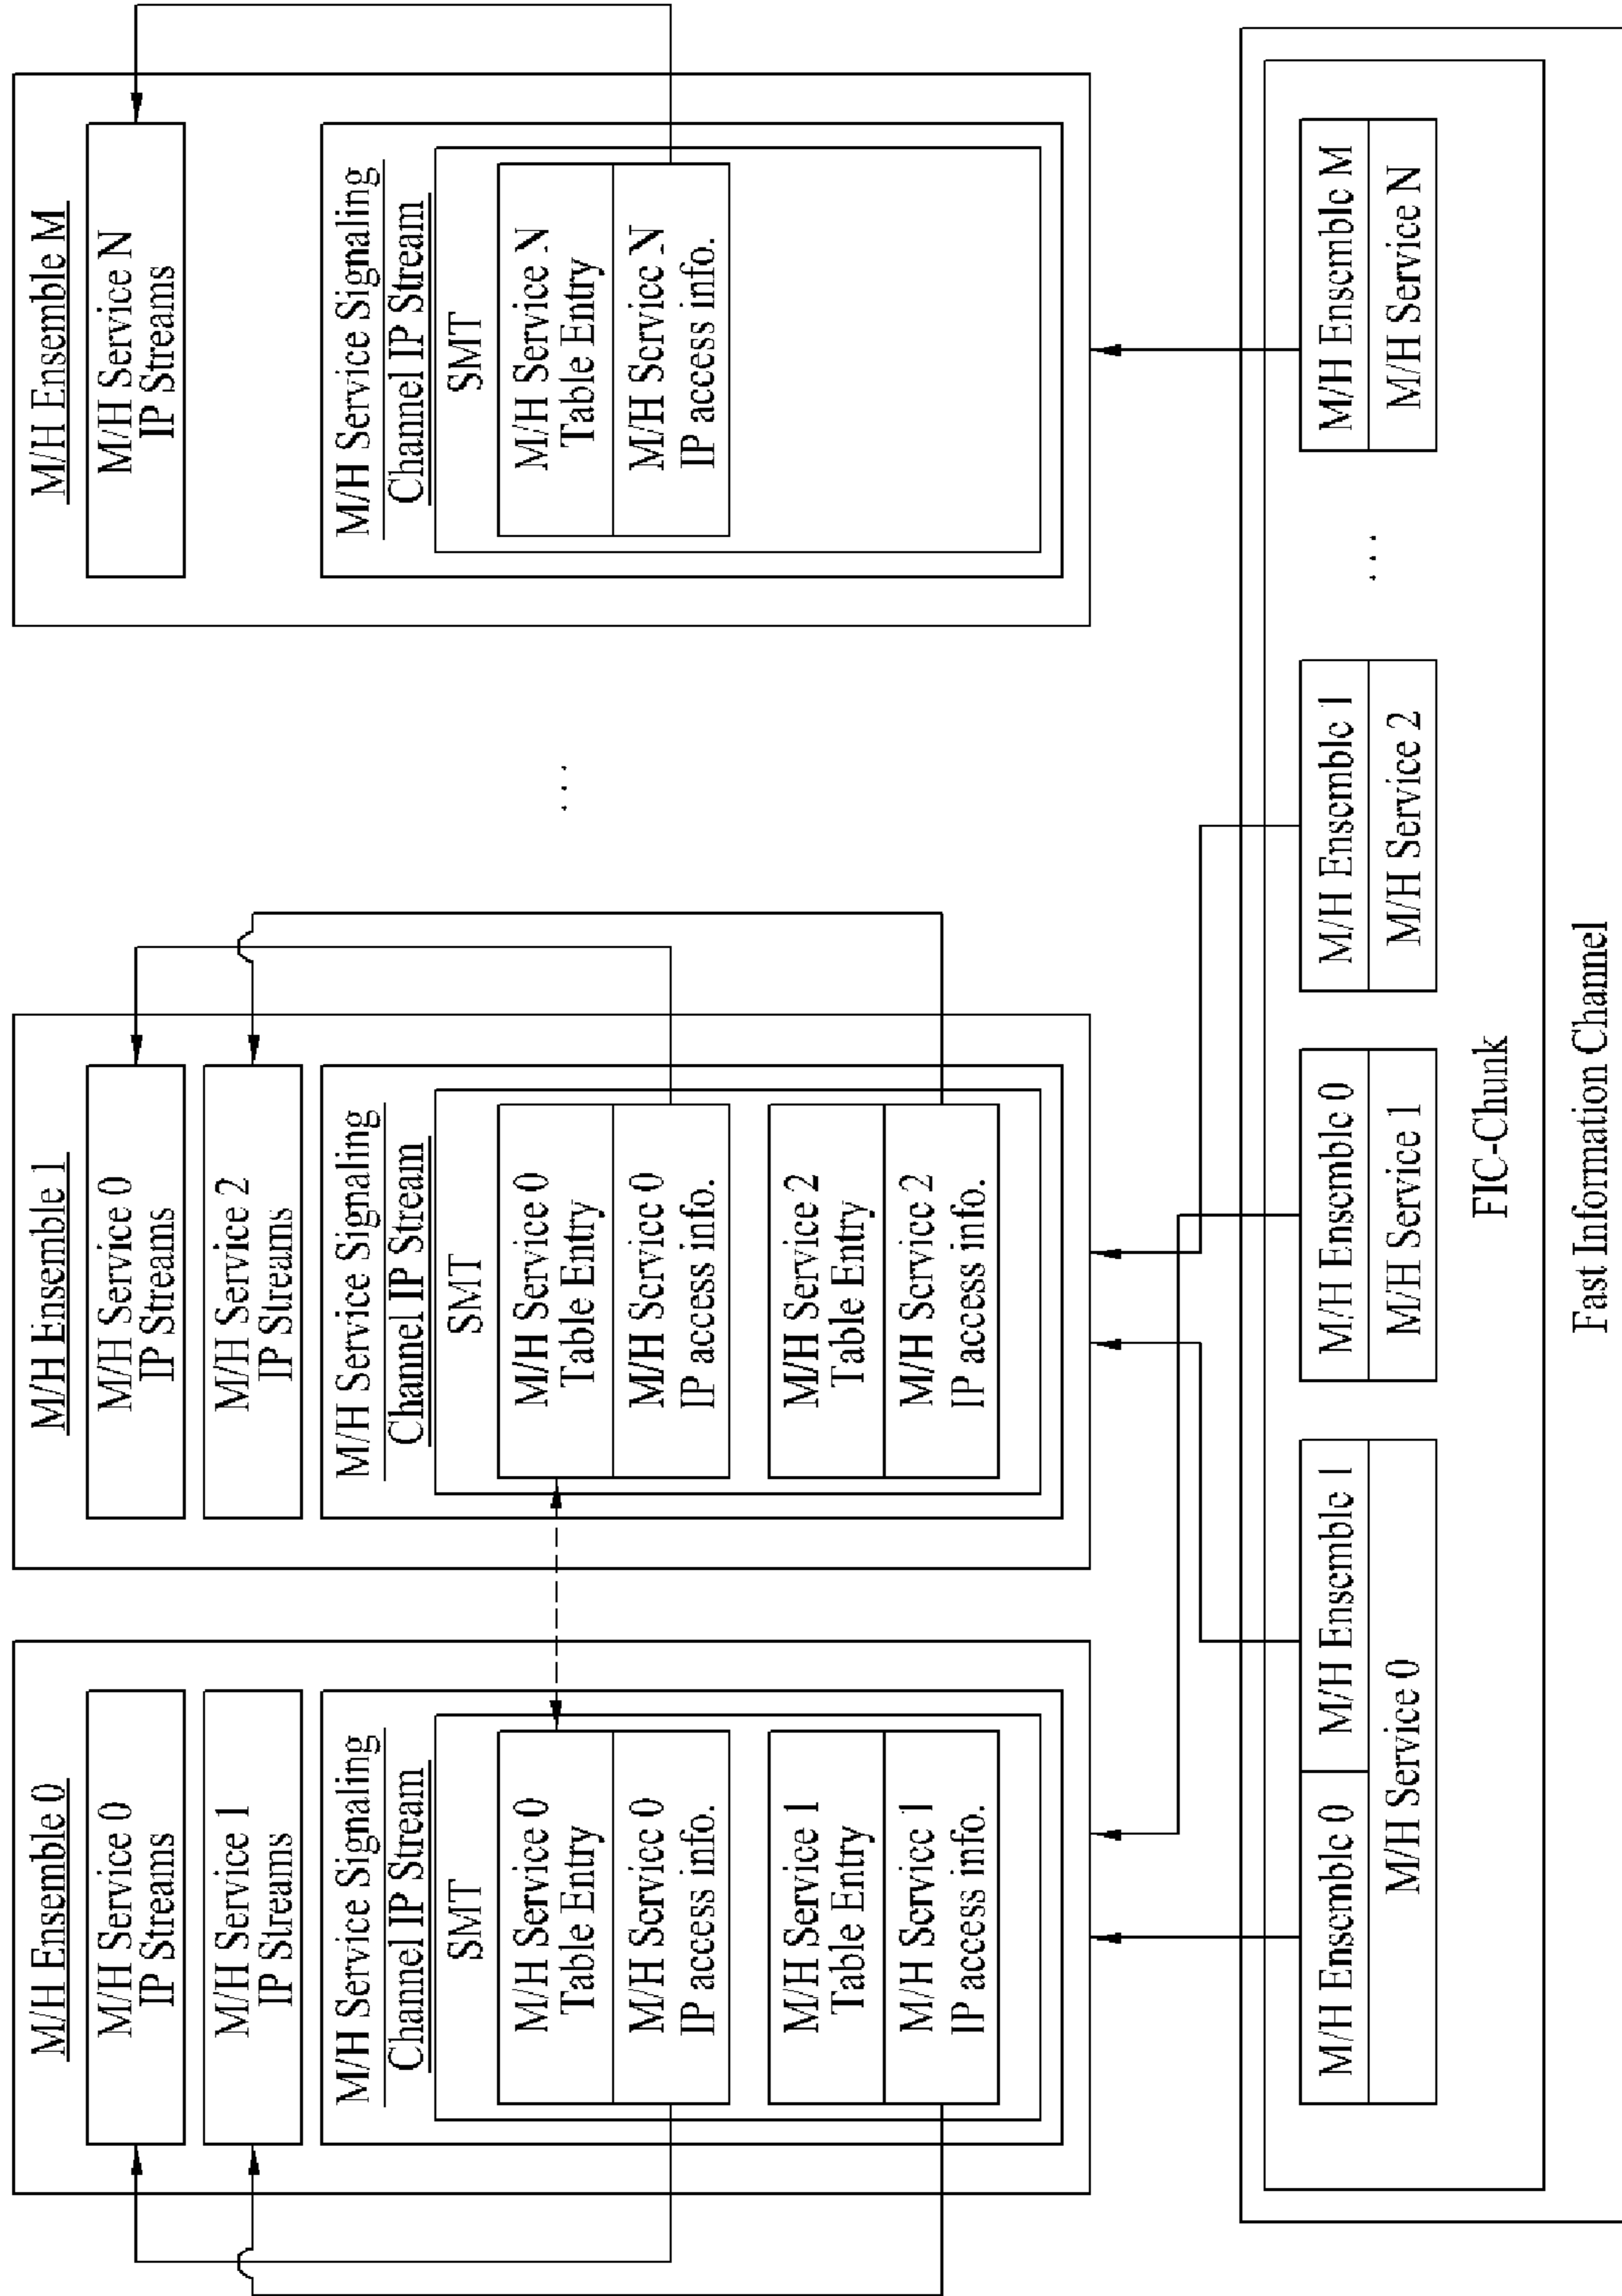 M/H Ensemble 0
M/H Service 0
IP Streams
M/H Service 1
IP Streams
M/H Service Signaling
Channel IP Stream
SMT
M/H Service 0
Table Entry
M/H Service 0
IP access info.
M/H Service 1
Table Entry
M/H Service 1
IP access info.
M/H Ensemble 1
M/H Service 0
IP Streams
M/H Service 2
IP Streams
M/H Service Signaling
Channel IP Stream
SMT
M/H Service 0
Table Entry
M/H Service 0
IP access info.
M/H Service 2
Table Entry
M/H Service 2
IP access info.
...
M/H Ensemble M
M/H Service N
IP Streams
M/H Service Signaling
Channel IP Stream
SMT
M/H Service N
Table Entry
M/H Service N
IP access info.
M/H Ensemble 0
M/H Ensemble 1
M/H Service 0
M/H Ensemble 0
M/H Service 1
M/H Ensemble 1
M/H Service 2
...
M/H Ensemble M
M/H Service N
FIC-Chunk
Fast Information Channel